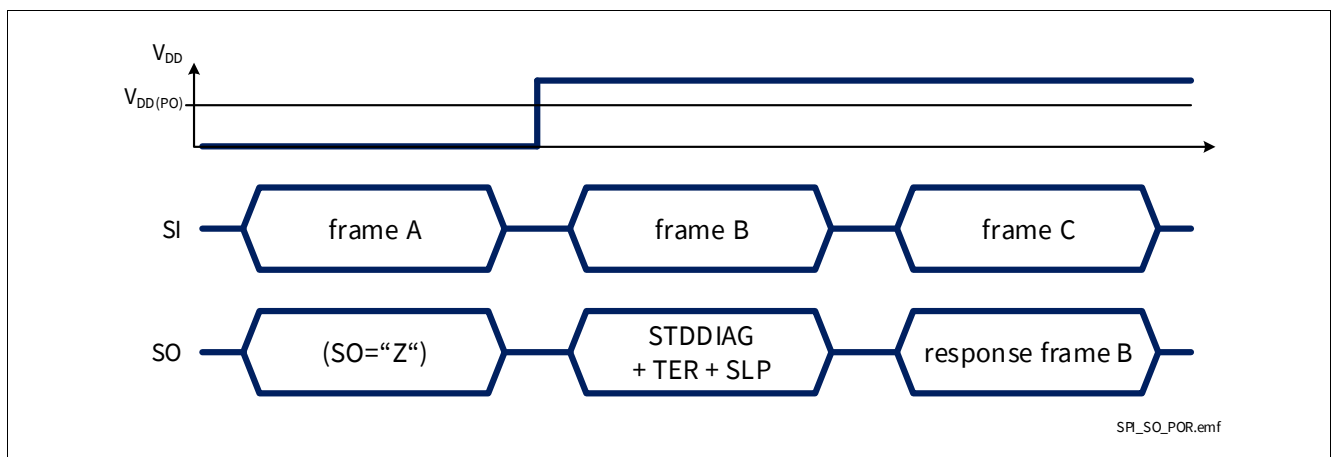 VDD
VDD(PO)
SI
frame A
frame B
frame C
SO
(SO=“Z“)
STDDIAG
+ TER + SLP
response frame B
SPI_SO_POR.emf